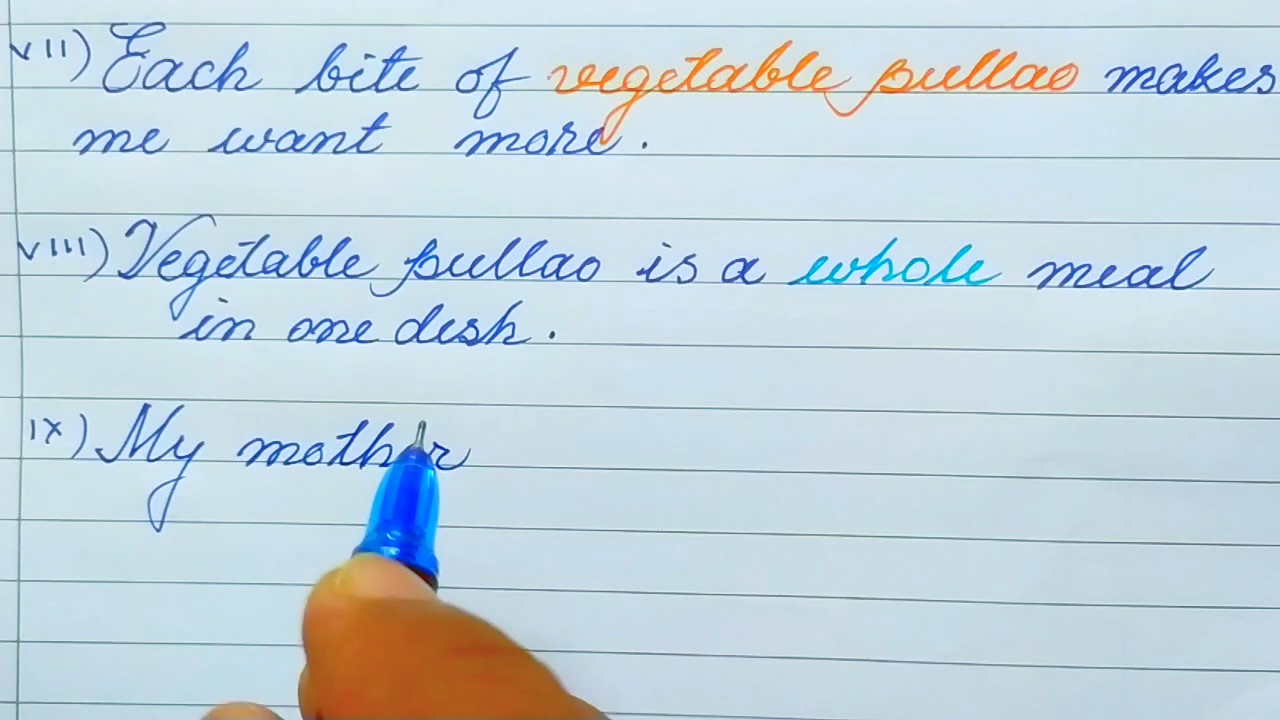 vii) Each bite of vegetable pullao makes
me want more.
viii) Vegetable pullao is a whole meal
in one desh.
ix) My mother